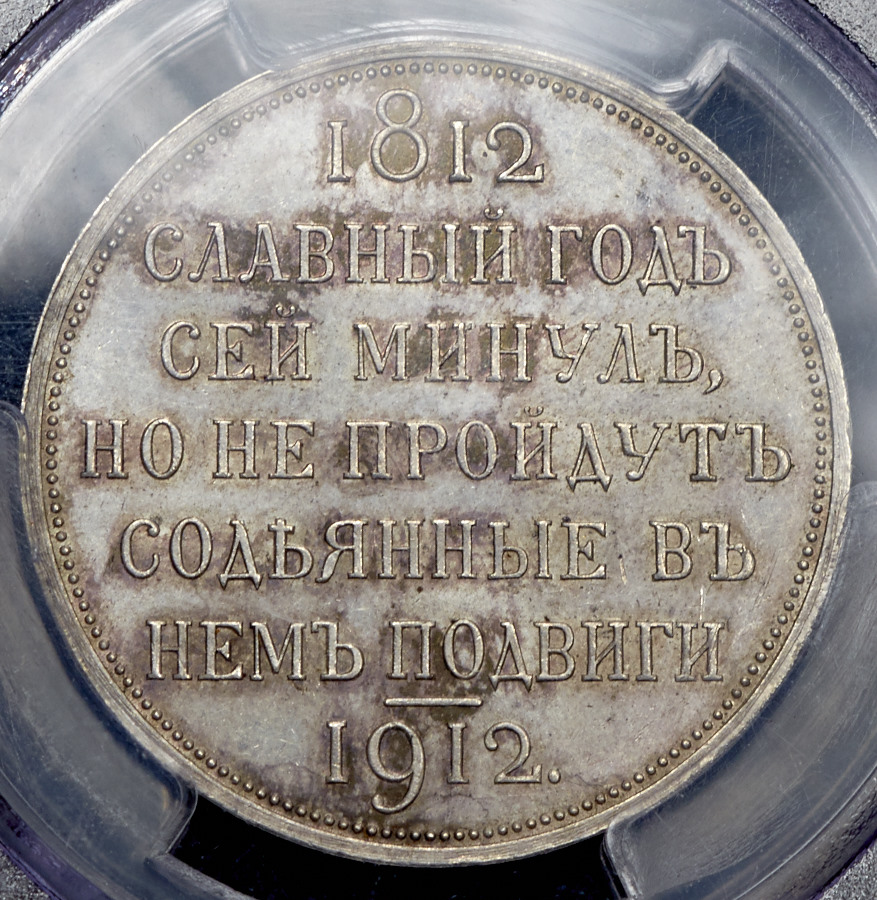 1812
СЛАВНЫЙ ГОДЪ
СЕЙ МИНУЛЪ,
НО НЕ ПРОЙДУТЪ
СОДѢЯННЫЕ ВЪ
НЕМЪ ПОДВИГИ
1912.